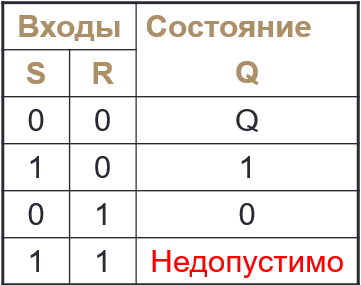 Входы Состояние
S R Q
0 0 Q
1 0 1
0 1 0
1 1 Недопустимо